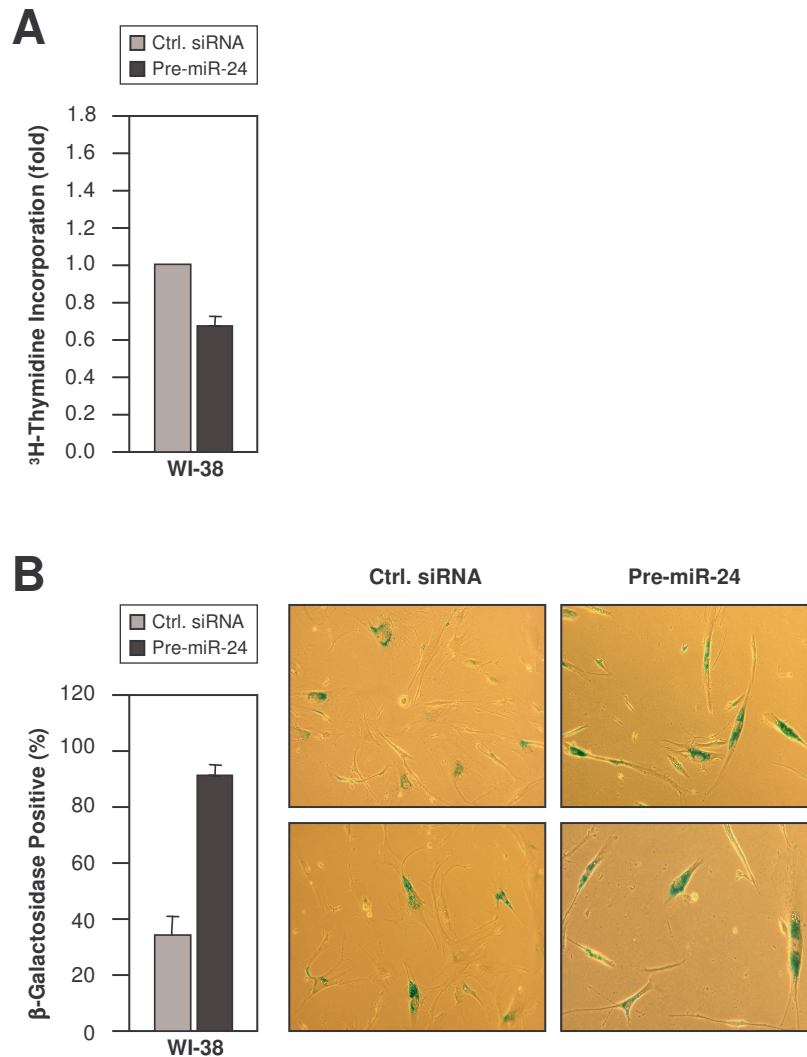 A
Ctrl. siRNA
Pre-miR-24
³H-Thymidine Incorporation (fold)
1.8
1.6
1.4
1.2
1.0
0.8
0.6
0.4
0.2
0.0
WI-38
B
Ctrl. siRNA
Pre-miR-24
Ctrl. siRNA
Pre-miR-24
β-Galactosidase Positive (%)
120
100
80
60
40
20
0
WI-38